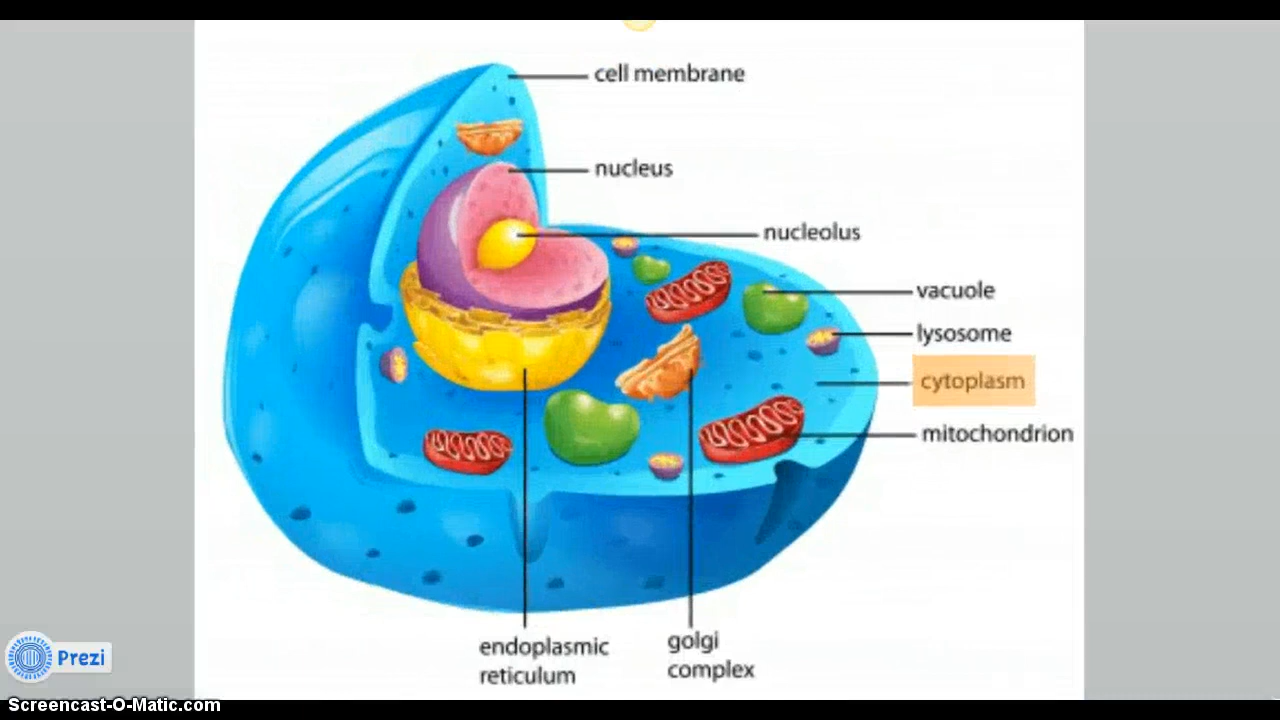 cell membrane
nucleus
nucleolus
vacuole
lysosome
cytoplasm
mitochondrion
endoplasmic
reticulum
golgi
complex
Prezi
Screencast-O-Matic.com